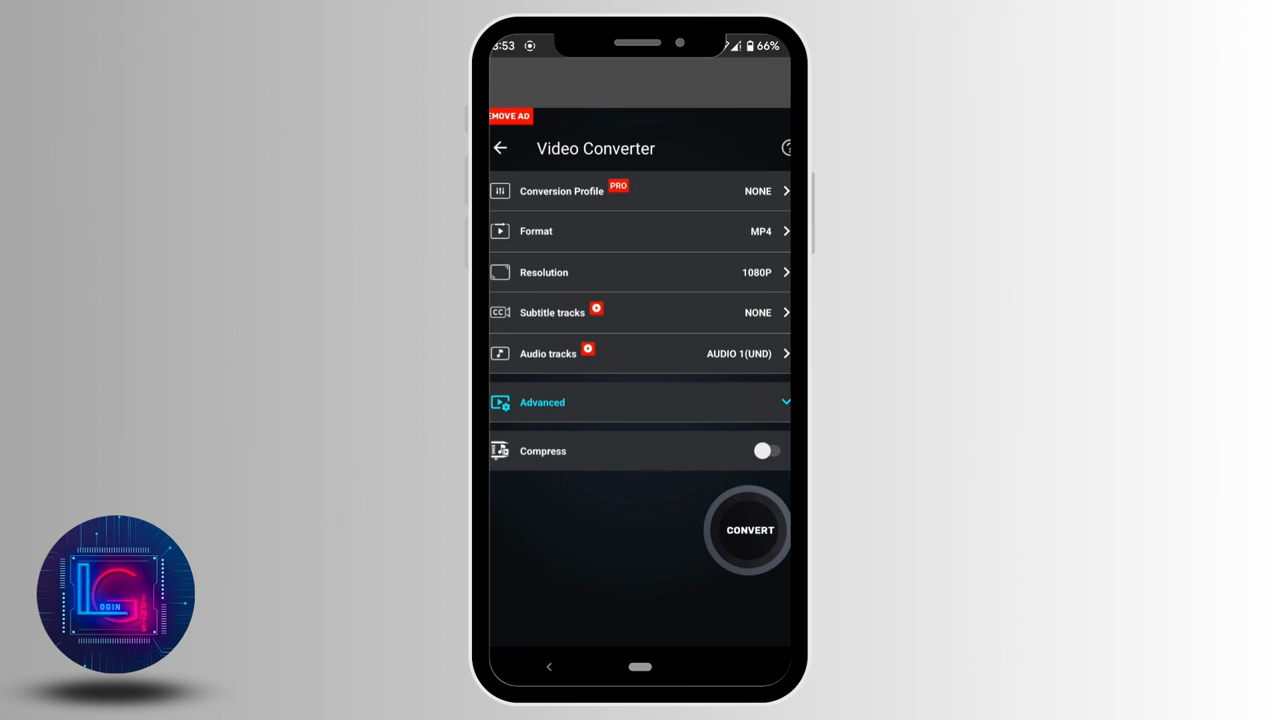 3:53
66%
EMOVE AD
Video Converter
Conversion Profile PRO NONE
Format MP4
Resolution 1080P
CC Subtitle tracks NONE
Audio tracks AUDIO 1(UND)
Advanced
Compress
CONVERT
LOGIN